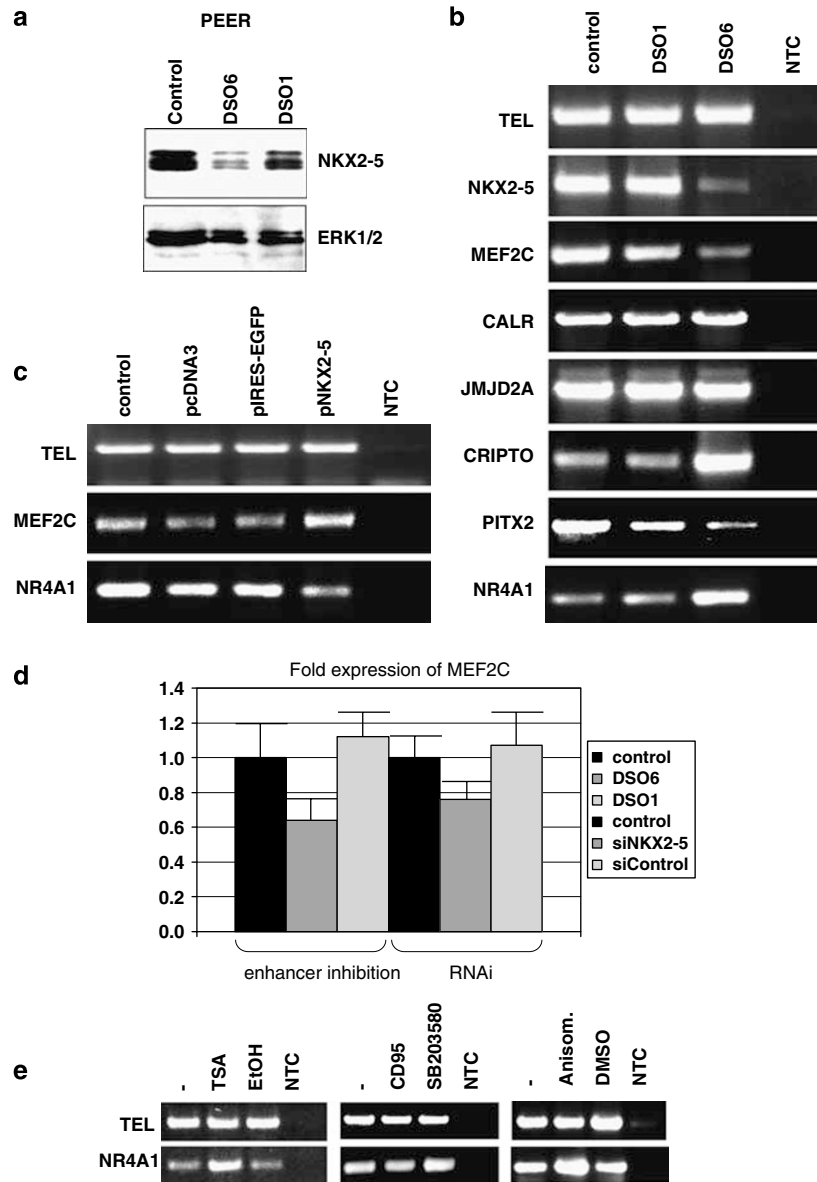 a
PEER
Control
DSO6
DSO1
NKX2-5
ERK1/2
b
control
DSO1
DSO6
NTC
TEL
NKX2-5
MEF2C
CALR
JMJD2A
CRIPTO
PITX2
NR4A1
c
control
pcDNA3
pIRES-EGFP
pNKX2-5
NTC
TEL
MEF2C
NR4A1
d
Fold expression of MEF2C
1.4
1.2
1.0
0.8
0.6
0.4
0.2
0.0
enhancer inhibition
RNAi
control
DSO6
DSO1
control
siNKX2-5
siControl
e
-
TSA
EtOH
NTC
-
CD95
SB203580
NTC
-
Anisom.
DMSO
NTC
TEL
NR4A1